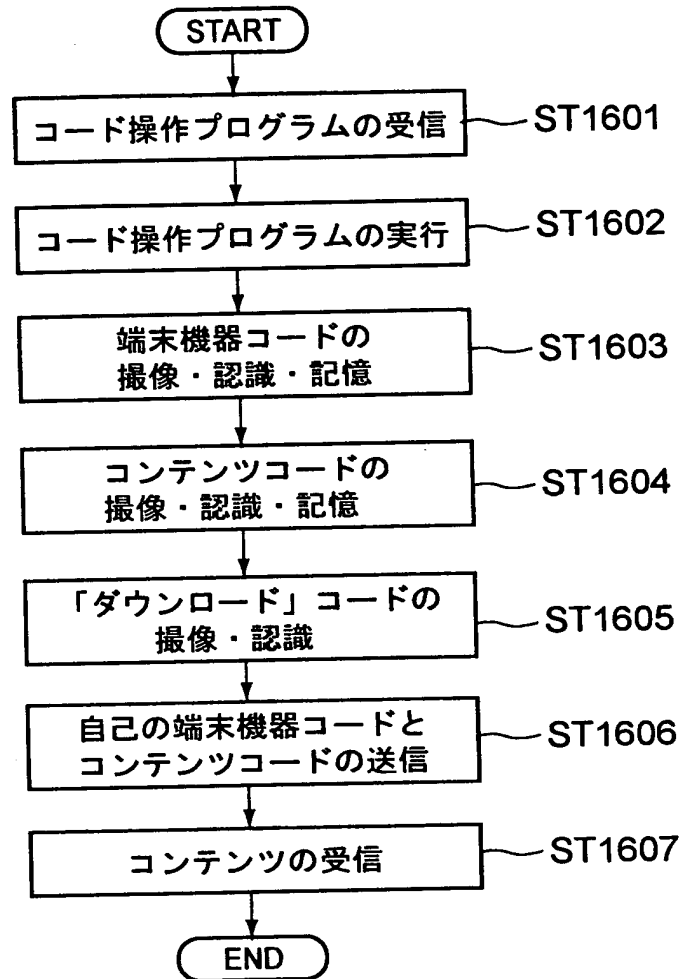 START
コード操作プログラムの受信
ST1601
コード操作プログラムの実行
ST1602
端末機器コードの
撮像・認識・記憶
ST1603
コンテンツコードの
撮像・認識・記憶
ST1604
「ダウンロード」コードの
撮像・認識
ST1605
自己の端末機器コードと
コンテンツコードの送信
ST1606
コンテンツの受信
ST1607
END